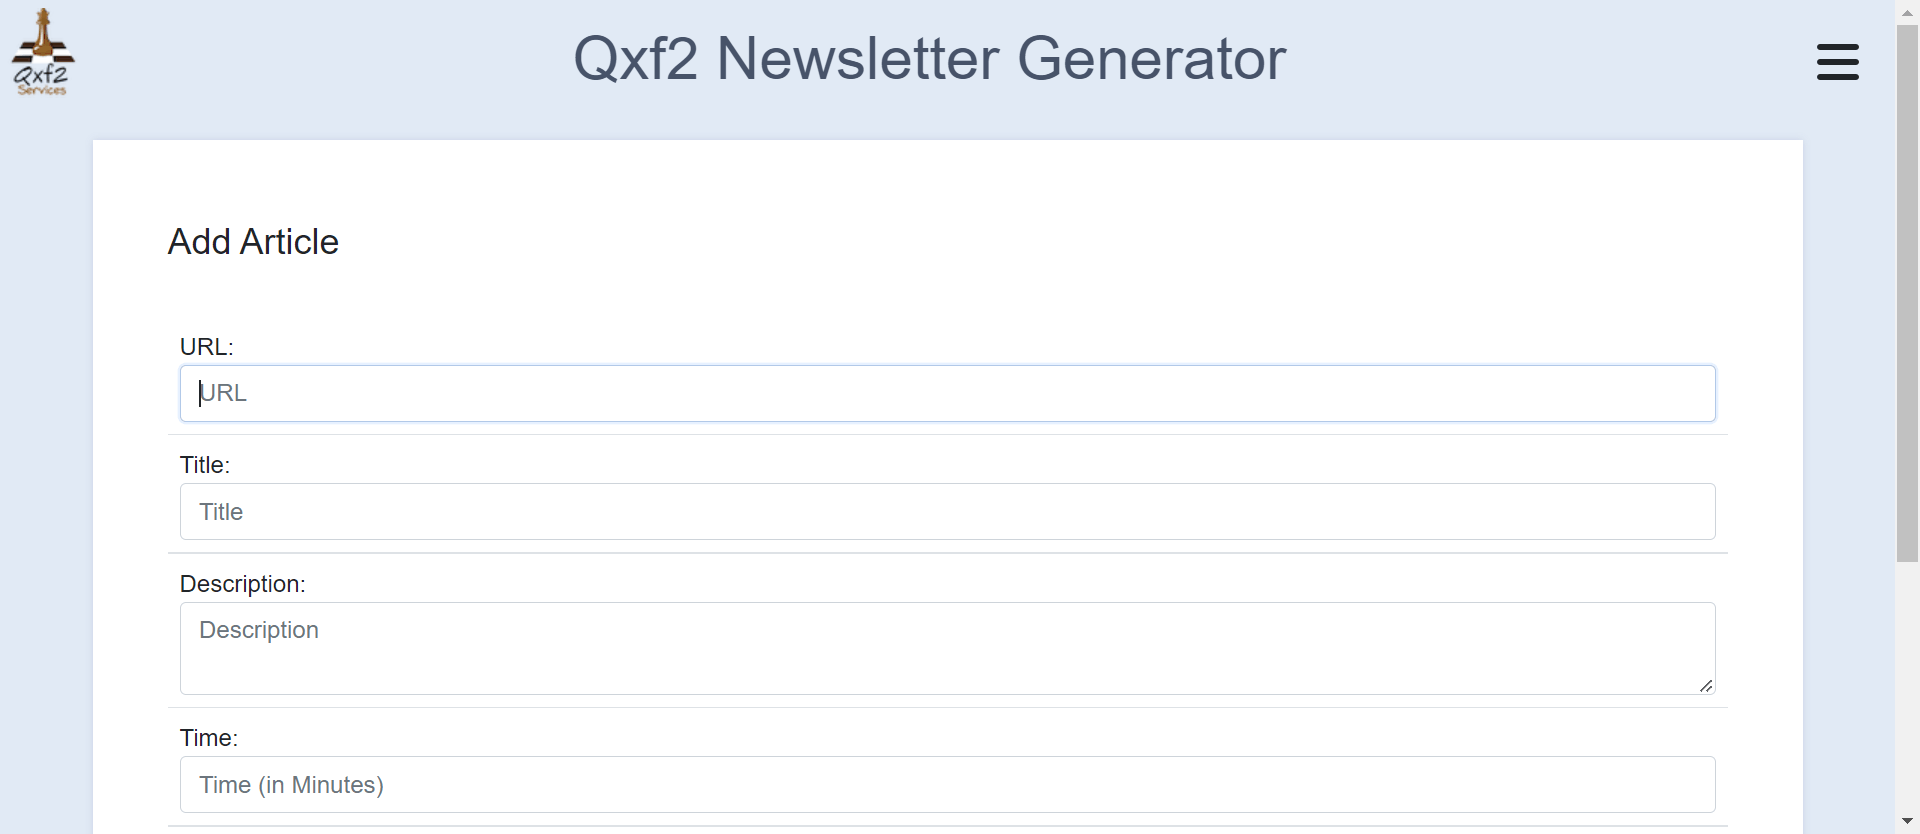 Qxf2
Services
Qxf2 Newsletter Generator
Add Article
URL:
URL
Title:
Title
Description:
Description
Time:
Time (in Minutes)